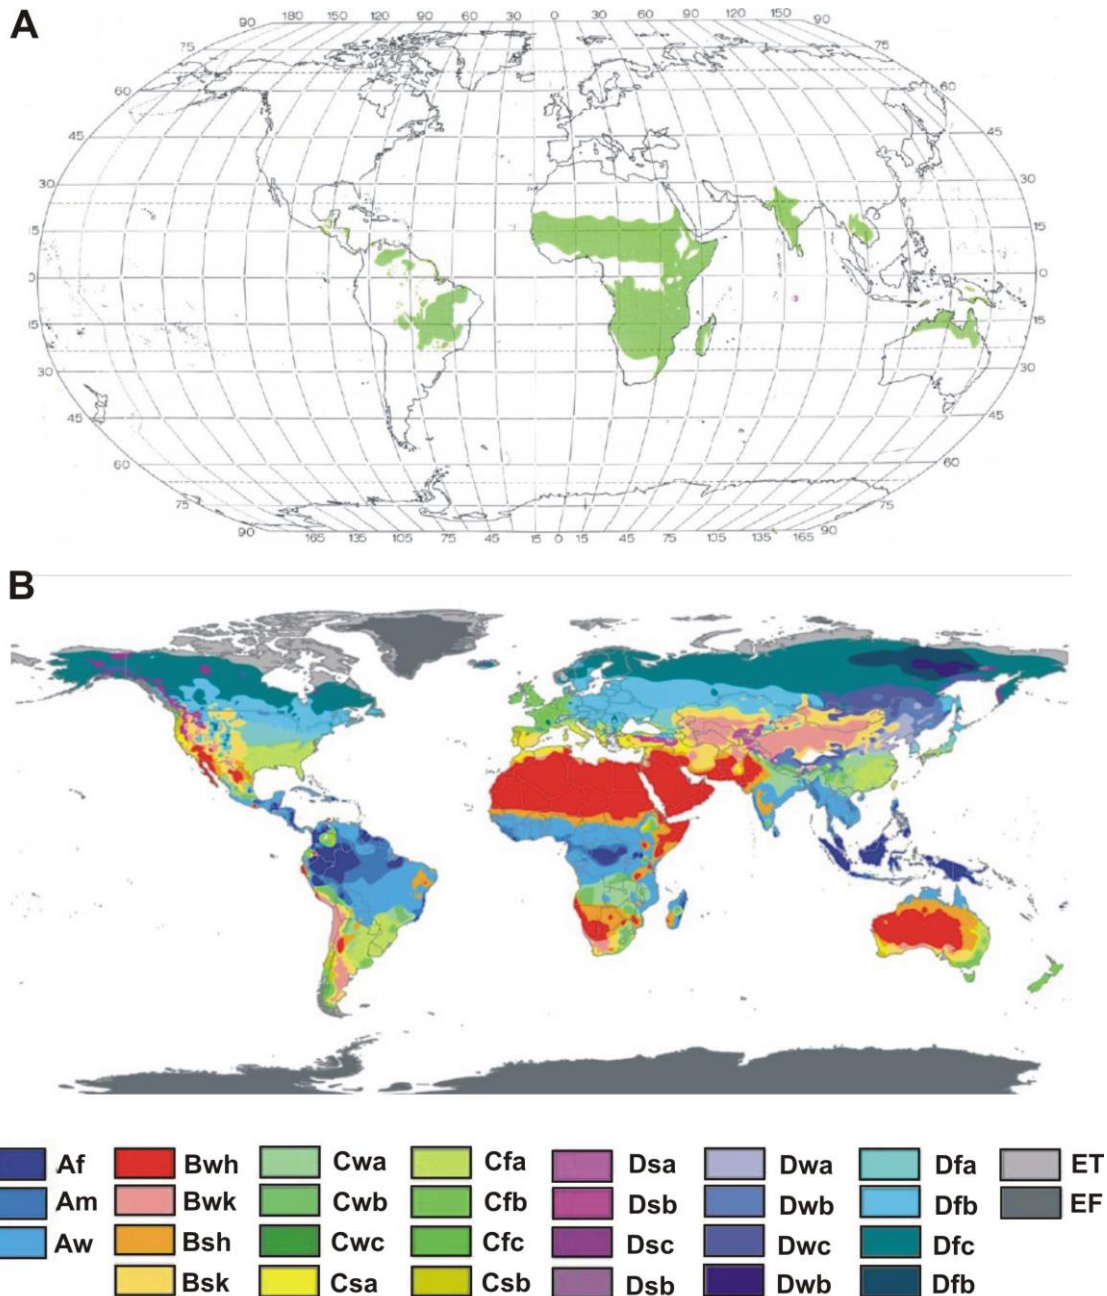 A
90 180 150 120 90 60 30 0 30 60 90 120 150 90
75 75
60 60
45 45
30 30
15 15
0 0
15 15
30 30
45 45
60 60
75 75
90 165 135 105 75 45 15 0 15 45 75 105 135 165 90
B
Af Bwh Cwa Cfa Dsa Dwa Dfa ET
Am Bwk Cwb Cfb Dsb Dwb Dfb EF
Aw Bsh Cwc Cfc Dsc Dwc Dfc
Bsk Csa Csb Dsb Dwb Dfb